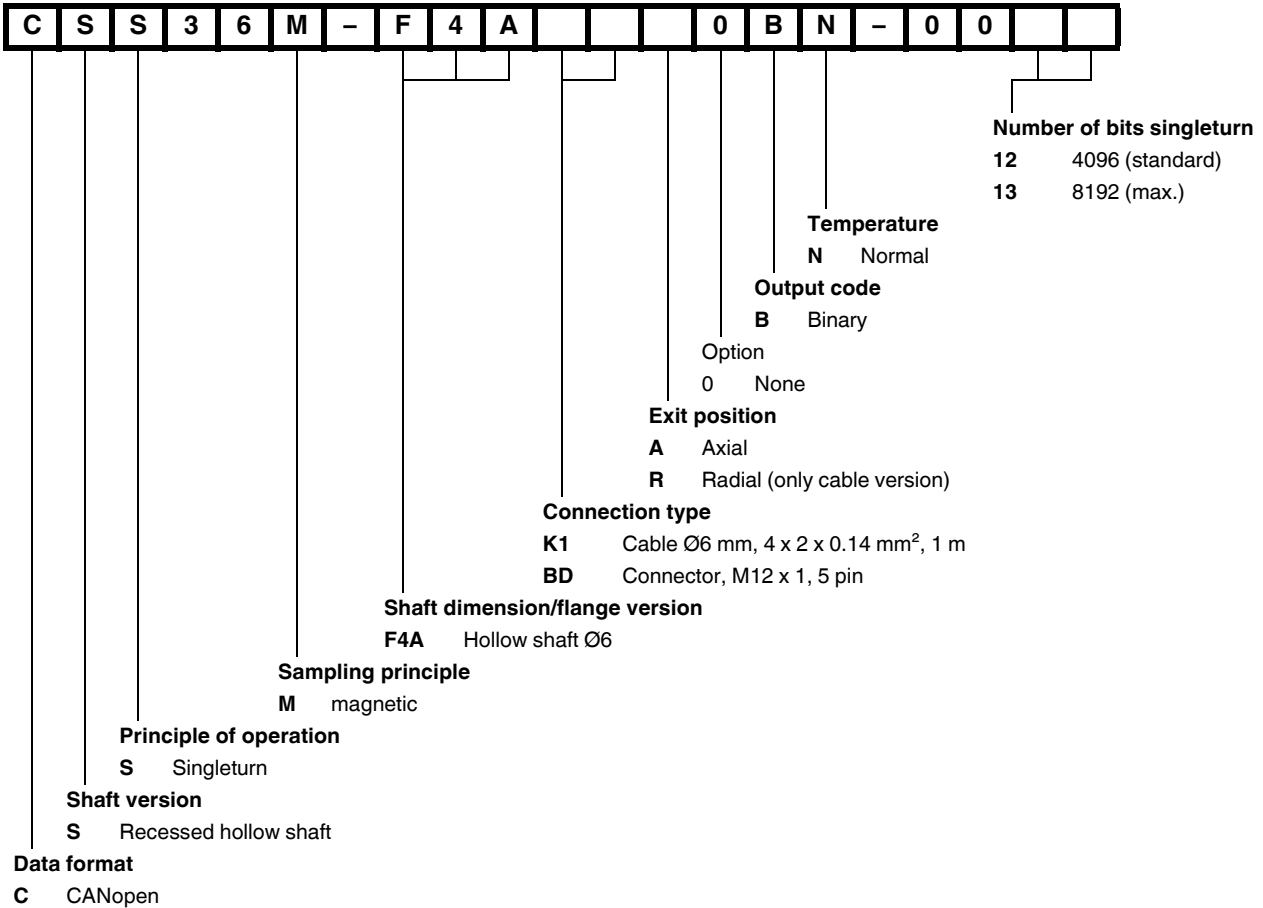 C S S 3 6 M – F 4 A 0 B N – 0 0
Number of bits singleturn
12 4096 (standard)
13 8192 (max.)
Temperature
N Normal
Output code
B Binary
Option
0 None
Exit position
A Axial
R Radial (only cable version)
Connection type
K1 Cable Ø6 mm, 4 x 2 x 0.14 mm², 1 m
BD Connector, M12 x 1, 5 pin
Shaft dimension/flange version
F4A Hollow shaft Ø6
Sampling principle
M magnetic
Principle of operation
S Singleturn
Shaft version
S Recessed hollow shaft
Data format
C CANopen